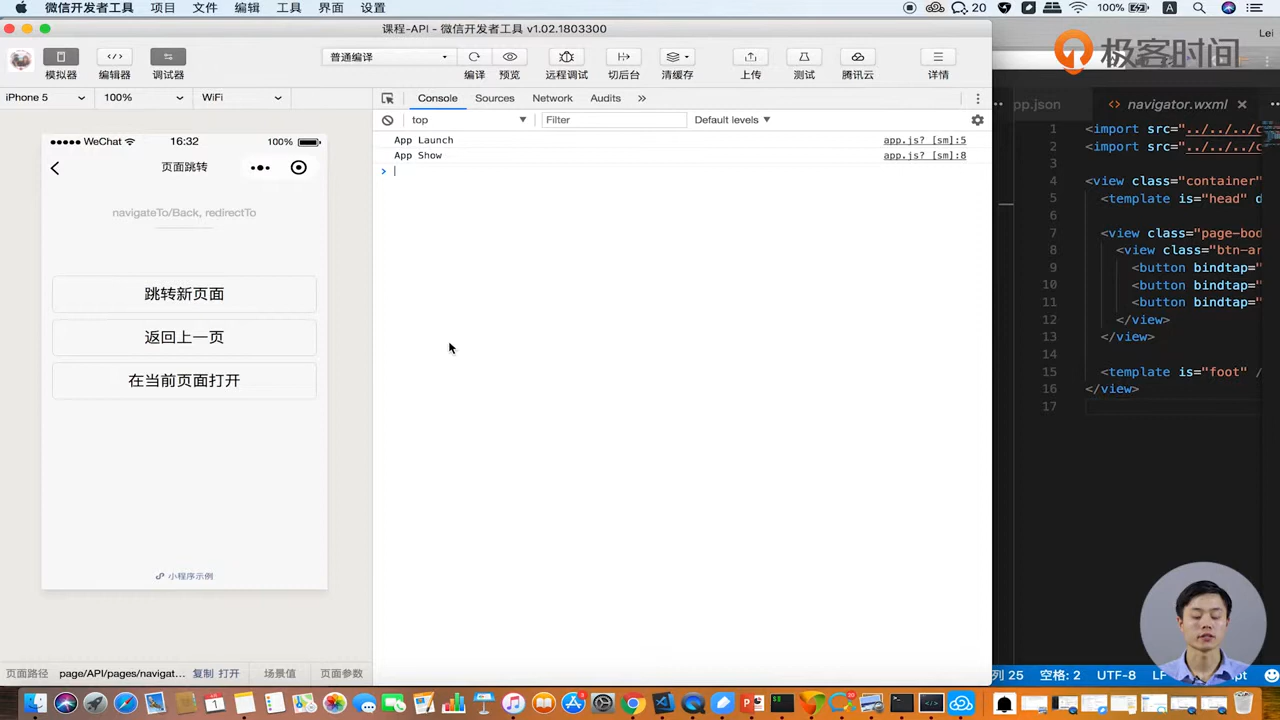 微信开发者工具 项目 文件 编辑 工具 界面 设置
20 100% A
课程-API - 微信开发者工具 v1.02.1803300
Lei
极客时间
模拟器 编辑器 调试器
普通编译
编译 预览 远程调试 切后台 清缓存 上传 测试 腾讯云 详情
iPhone 5 100% WiFi
Console Sources Network Audits »
top Filter Default levels
App Launch app.js? [sm]:5
App Show app.js? [sm]:8
>
WeChat 16:32 100%
页面跳转
navigateTo/Back, redirectTo
跳转新页面
返回上一页
在当前页面打开
小程序示例
页面路径 page/API/pages/navigat... 复制 打开 场景值 页面参数
pp.json <> navigator.wxml
1 <import src="../../../c
2 <import src="../../../c
3
4 <view class="container"
5 <template is="head" d
6
7 <view class="page-bod
8 <view class="btn-ar
9 <button bindtap="
10 <button bindtap="
11 <button bindtap="
12 </view>
13 </view>
14
15 <template is="foot" /
16 </view>
17
列 25 空格: 2 UTF-8 LF